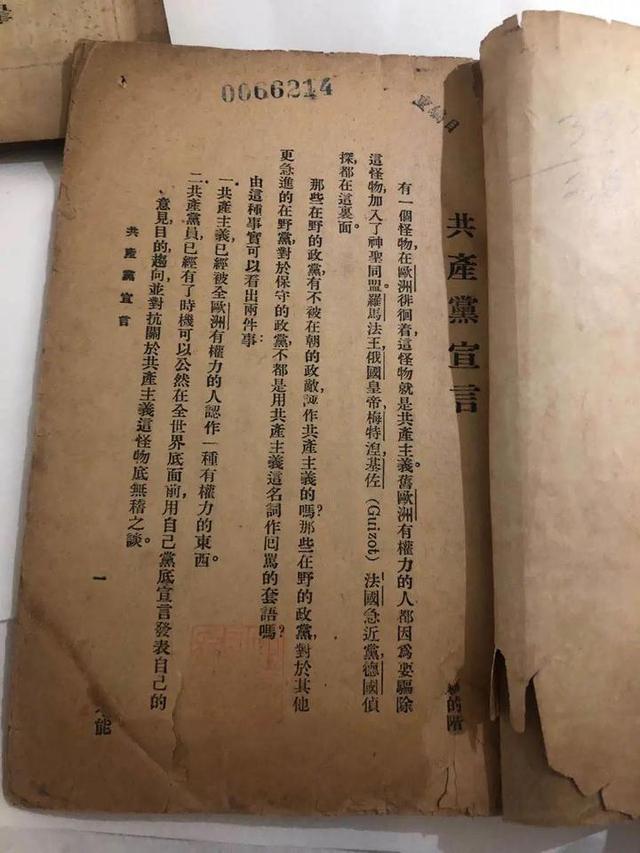 0066214
重編目
共產黨宣言
有一個怪物，在歐洲徘徊着，這怪物就是共產主義。舊歐洲有權力的人都因爲要驅除
這怪物，加入了神聖同盟。羅馬法王，俄國皇帝，梅特湼，基佐（Guizot）法國急近黨，德國偵
探，都在這裏面。
那些在野的政黨，有不被在朝的政敵，誣作共產主義的嗎？那些在野的政黨，對於其他
更急進的在野黨，對於保守的政黨，不都是用共產主義這名詞作回罵的套語嗎？
由這種事實可以看出兩件事：
一.共產主義已經被全歐洲有權力的人認作一種有權力的東西。
二.共產黨員已經有了時機可以公然在全世界底面前，用自己黨底宣言發表自己的
意見，目的，趨向，並對抗關於共產主義這怪物底無稽之談。
共產黨宣言
一
的階
能